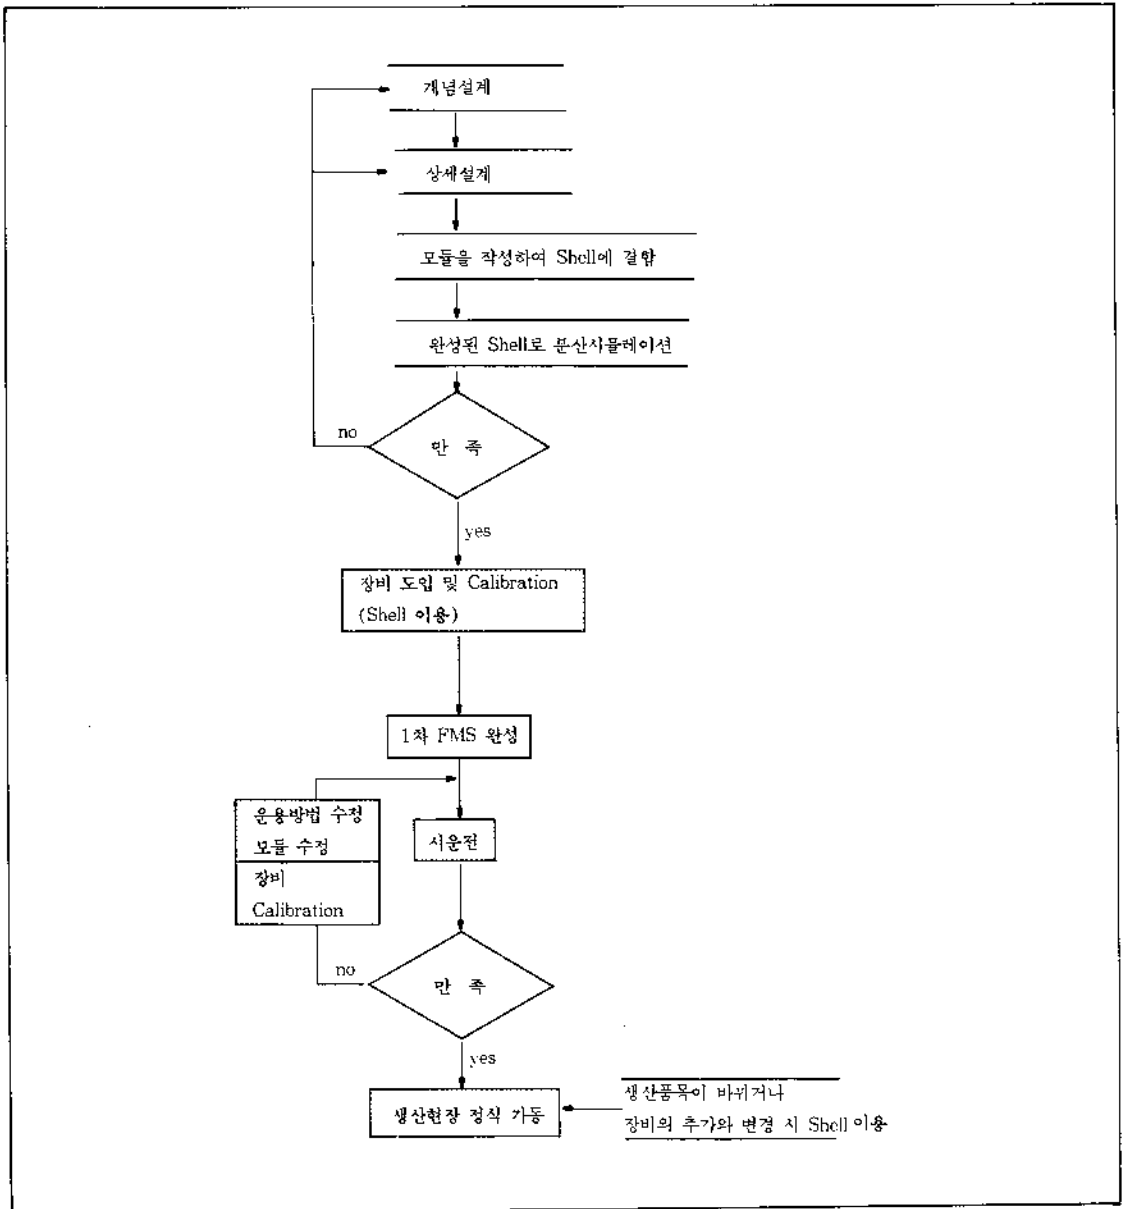 개념설계
상세설계
모듈을 작성하여 Shell에 결합
완성된 Shell로 분산시뮬레이션
만 족
no
yes
장비 도입 및 Calibration
(Shell 이용)
1차 FMS 완성
운용방법 수정
모듈 수정
장비
Calibration
시운전
만 족
no
yes
생산현장 정식 가동
생산품목이 바뀌거나
장비의 추가와 변경 시 Shell 이용